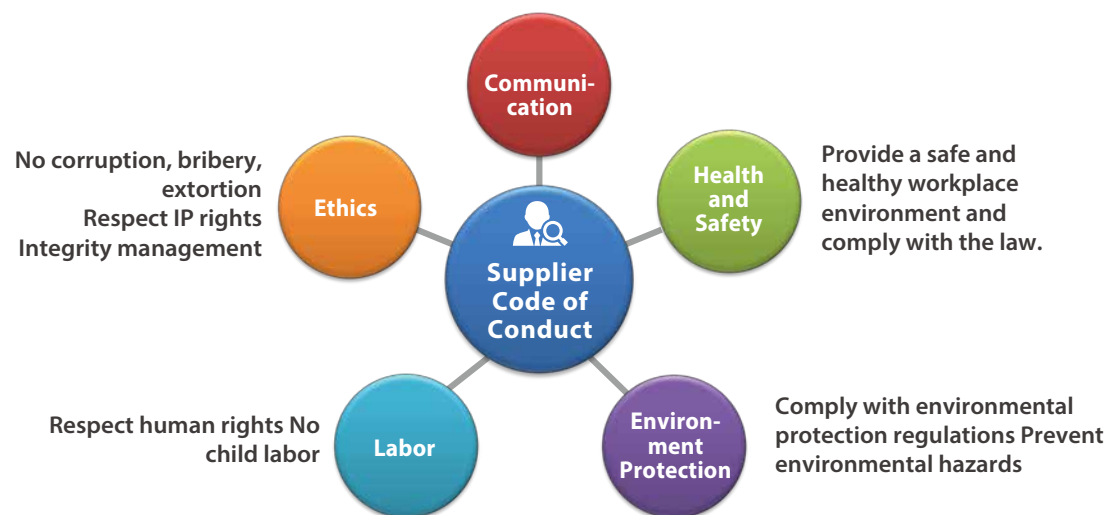 Communi-
cation
No corruption, bribery,
extortion
Respect IP rights
Integrity management
Ethics
Health
and
Safety
Provide a safe and
healthy workplace
environment and
comply with the law.
Supplier
Code of
Conduct
Respect human rights No
child labor
Labor
Environ-
ment
Protection
Comply with environmental
protection regulations Prevent
environmental hazards